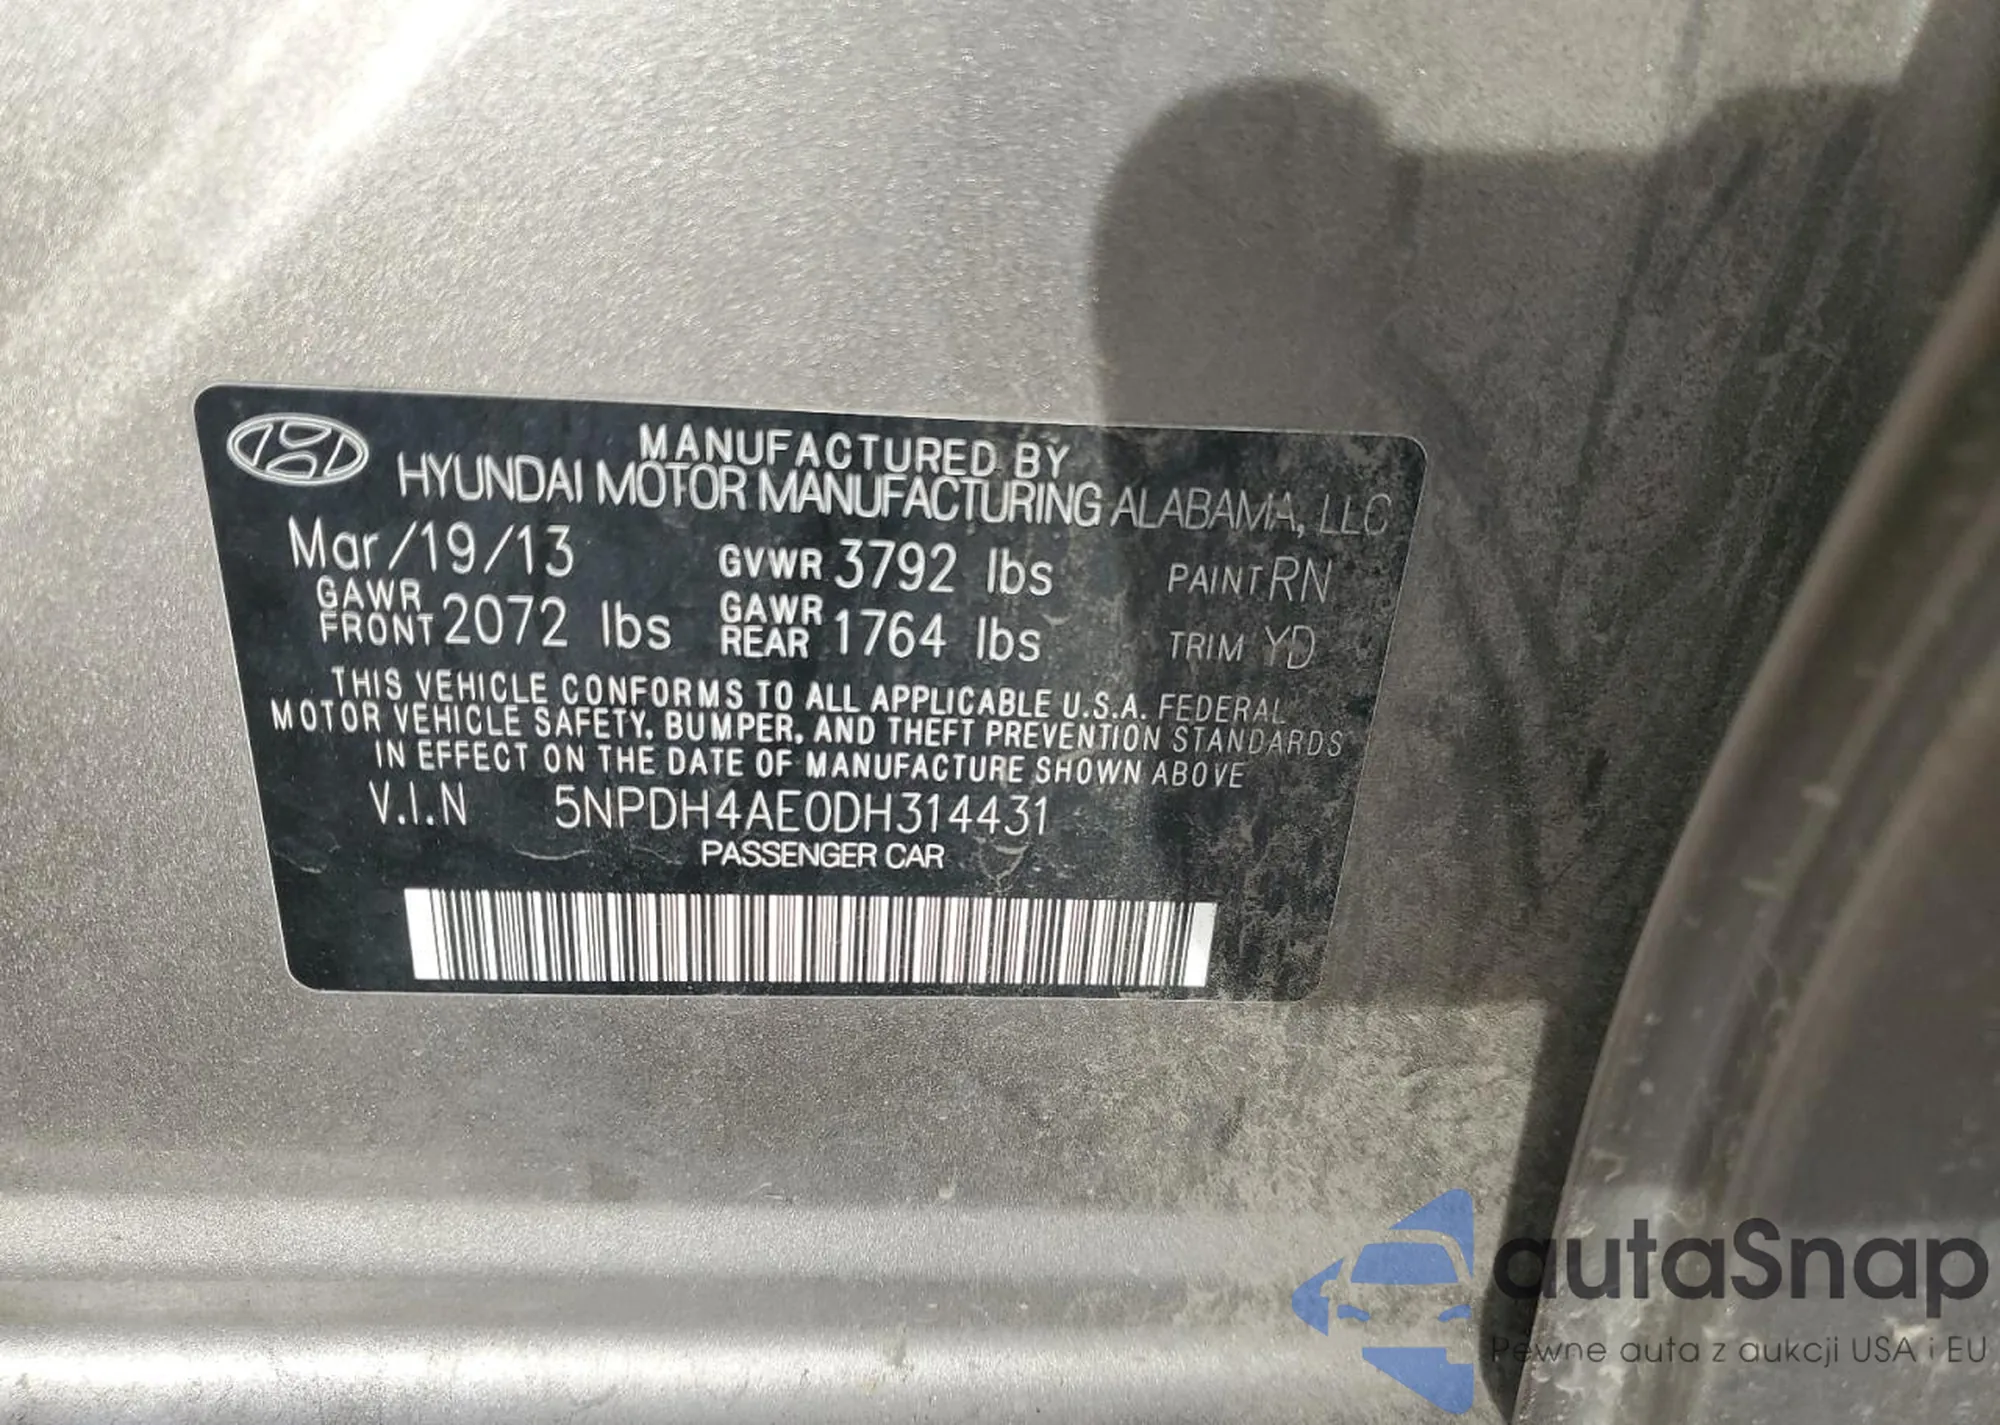 MANUFACTURED BY
HYUNDAI MOTOR MANUFACTURING ALABAMA, LLC
Mar/19/13 GVWR 3792 lbs PAINT RN
GAWR FRONT 2072 lbs GAWR REAR 1764 lbs TRIM YD
THIS VEHICLE CONFORMS TO ALL APPLICABLE U.S.A. FEDERAL
MOTOR VEHICLE SAFETY, BUMPER, AND THEFT PREVENTION STANDARDS
IN EFFECT ON THE DATE OF MANUFACTURE SHOWN ABOVE
V.I.N 5NPDH4AE0DH314431
PASSENGER CAR
autaSnap
Pewne auta z aukcji USA i EU